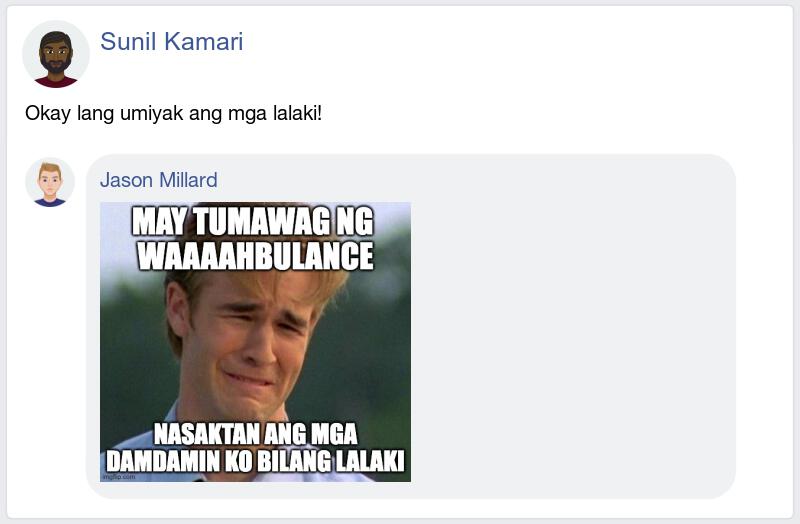 Sunil Kamari
Okay lang umiyak ang mga lalaki!
Jason Millard
MAY TUMAWAG NG
WAAAAHBULANCE
NASAKTAN ANG MGA
DAMDAMIN KO BILANG LALAKI
imgflip.com